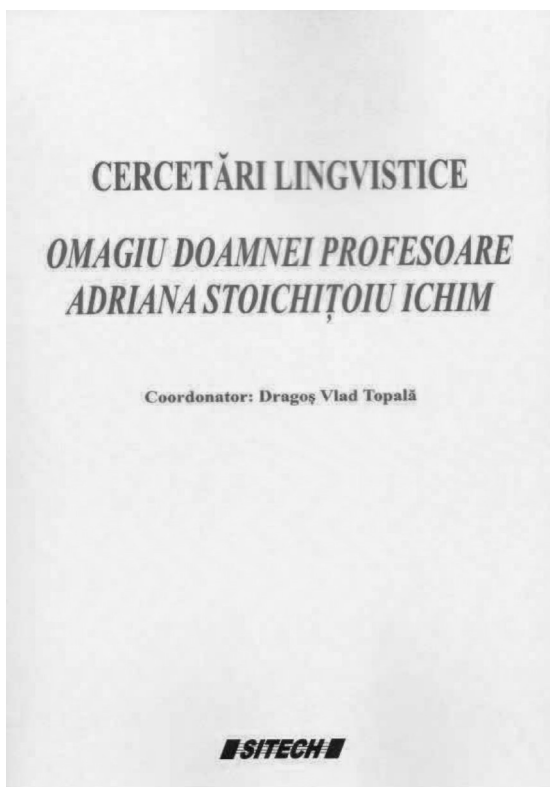 CERCETĂRI LINGVISTICE
OMAGIU DOAMNEI PROFESOARE
ADRIANA STOICHIȚOIU ICHIM
Coordonator: Dragoș Vlad Topală
SITECH